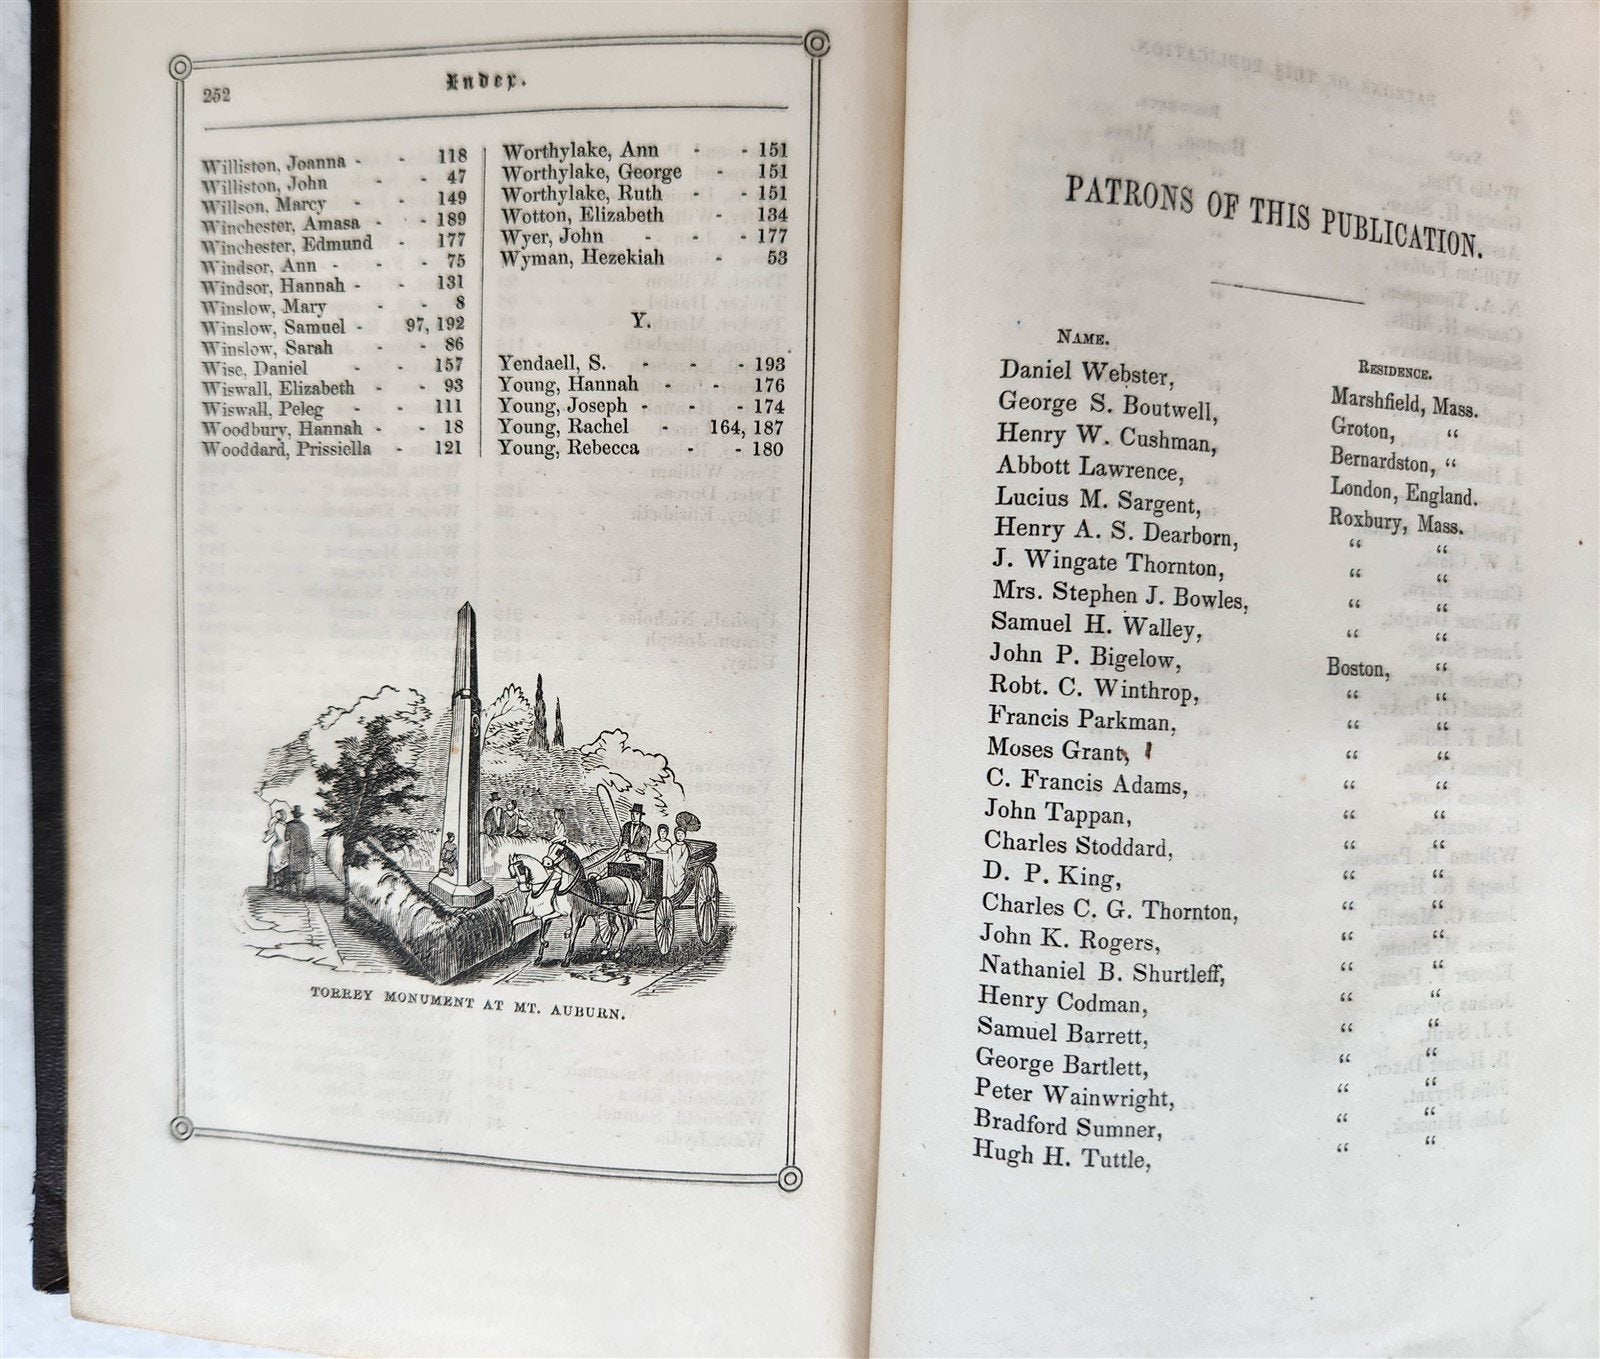 252
Index.
Williston, Joanna - - 118
Williston, John - - 47
Willson, Marcy - - 149
Winchester, Amasa - - 189
Winchester, Edmund - 177
Windsor, Ann - - - 75
Windsor, Hannah - - 131
Winslow, Mary - - 8
Winslow, Samuel - 97, 192
Winslow, Sarah - - 86
Wise, Daniel - - 157
Wiswall, Elizabeth - - 93
Wiswall, Peleg - - 111
Woodbury, Hannah - - 18
Wooddard, Prissiella - 121
Worthylake, Ann - - 151
Worthylake, George - 151
Worthylake, Ruth - - 151
Wotton, Elizabeth - 134
Wyer, John - - - 177
Wyman, Hezekiah - 53
Y.
Yendaell, S. - - - 193
Young, Hannah - - 176
Young, Joseph - - - 174
Young, Rachel - 164, 187
Young, Rebecca - - 180
TORREY MONUMENT AT MT. AUBURN.
PATRONS OF THIS PUBLICATION.
NAME. RESIDENCE.
Daniel Webster, Marshfield, Mass.
George S. Boutwell, Groton, “
Henry W. Cushman, Bernardston, “
Abbott Lawrence, London, England.
Lucius M. Sargent, Roxbury, Mass.
Henry A. S. Dearborn, “ “
J. Wingate Thornton, “ “
Mrs. Stephen J. Bowles, “ “
Samuel H. Walley, “ “
John P. Bigelow, Boston, “
Robt. C. Winthrop, “ “
Francis Parkman, “ “
Moses Grant, “ “
C. Francis Adams, “ “
John Tappan, “ “
Charles Stoddard, “ “
D. P. King, “ “
Charles C. G. Thornton, “ “
John K. Rogers, “ “
Nathaniel B. Shurtleff, “ “
Henry Codman, “ “
Samuel Barrett, “ “
George Bartlett, “ “
Peter Wainwright, “ “
Bradford Sumner, “ “
Hugh H. Tuttle, “ “